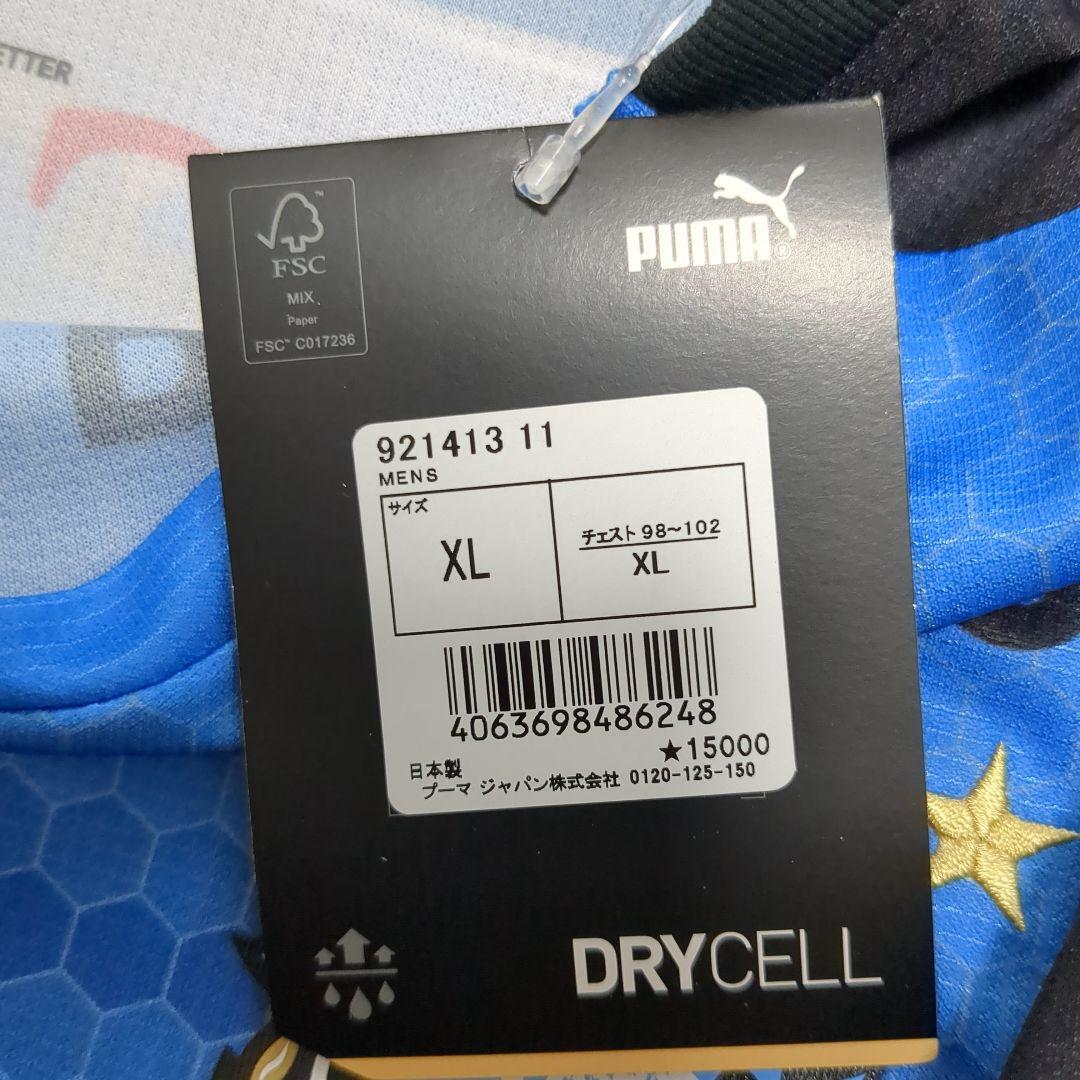 ETTER
FSC™
MIX
Paper
FSC™ C017236
PUMA®
921413 11
MENS
サイズ
XL
チェスト 98～102
XL
4063698486248
★15000
日本製
プーマ ジャパン株式会社 0120-125-150
DRYCELL